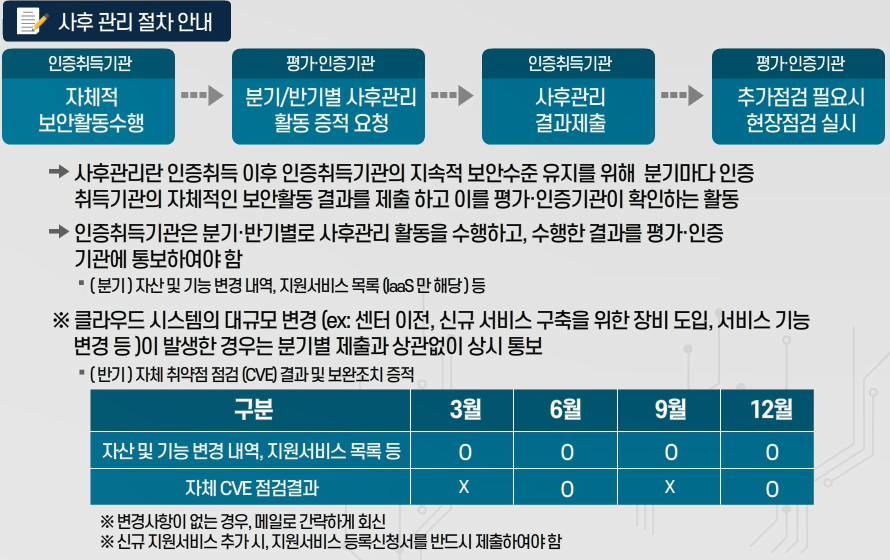 사후 관리 절차 안내
인증취득기관
자체적
보안활동수행
평가·인증기관
분기/반기별 사후관리
활동 증적 요청
인증취득기관
사후관리
결과제출
평가·인증기관
추가점검 필요시
현장점검 실시
사후관리란 인증취득 이후 인증취득기관의 지속적 보안수준 유지를 위해 분기마다 인증
취득기관의 자체적인 보안활동 결과를 제출 하고 이를 평가·인증기관이 확인하는 활동
인증취득기관은 분기·반기별로 사후관리 활동을 수행하고, 수행한 결과를 평가·인증
기관에 통보하여야 함
▪ ( 분기 ) 자산 및 기능 변경 내역, 지원서비스 목록 (IaaS 만 해당 ) 등
※ 클라우드 시스템의 대규모 변경 (ex: 센터 이전, 신규 서비스 구축을 위한 장비 도입, 서비스 기능
변경 등 )이 발생한 경우는 분기별 제출과 상관없이 상시 통보
▪ ( 반기 ) 자체 취약점 점검 (CVE) 결과 및 보완조치 증적
구분 3월 6월 9월 12월
자산 및 기능 변경 내역, 지원서비스 목록 등 O O O O
자체 CVE 점검결과 X O X O
※ 변경사항이 없는 경우, 메일로 간략하게 회신
※ 신규 지원서비스 추가 시, 지원서비스 등록신청서를 반드시 제출하여야 함